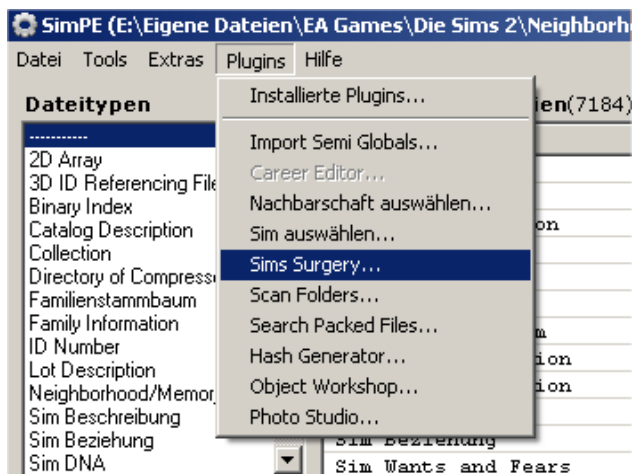 SimPE (E:\Eigene Dateien\EA Games\Die Sims 2\Neighborh
Datei Tools Extras Plugins Hilfe
Dateitypen
ien(7184)
-----------
2D Array
3D ID Referencing File
Binary Index
Catalog Description
Collection
Directory of Compress
Familienstammbaum
Family Information
ID Number
Lot Description
Neighborhood/Memor
Sim Beschreibung
Sim Beziehung
Sim DNA
Installierte Plugins...
Import Semi Globals...
Career Editor...
Nachbarschaft auswählen...
Sim auswählen...
Sims Surgery...
Scan Folders...
Search Packed Files...
Hash Generator...
Object Workshop...
Photo Studio...
on
m
ion
ion
Sim Beziehung
Sim Wants and Fears